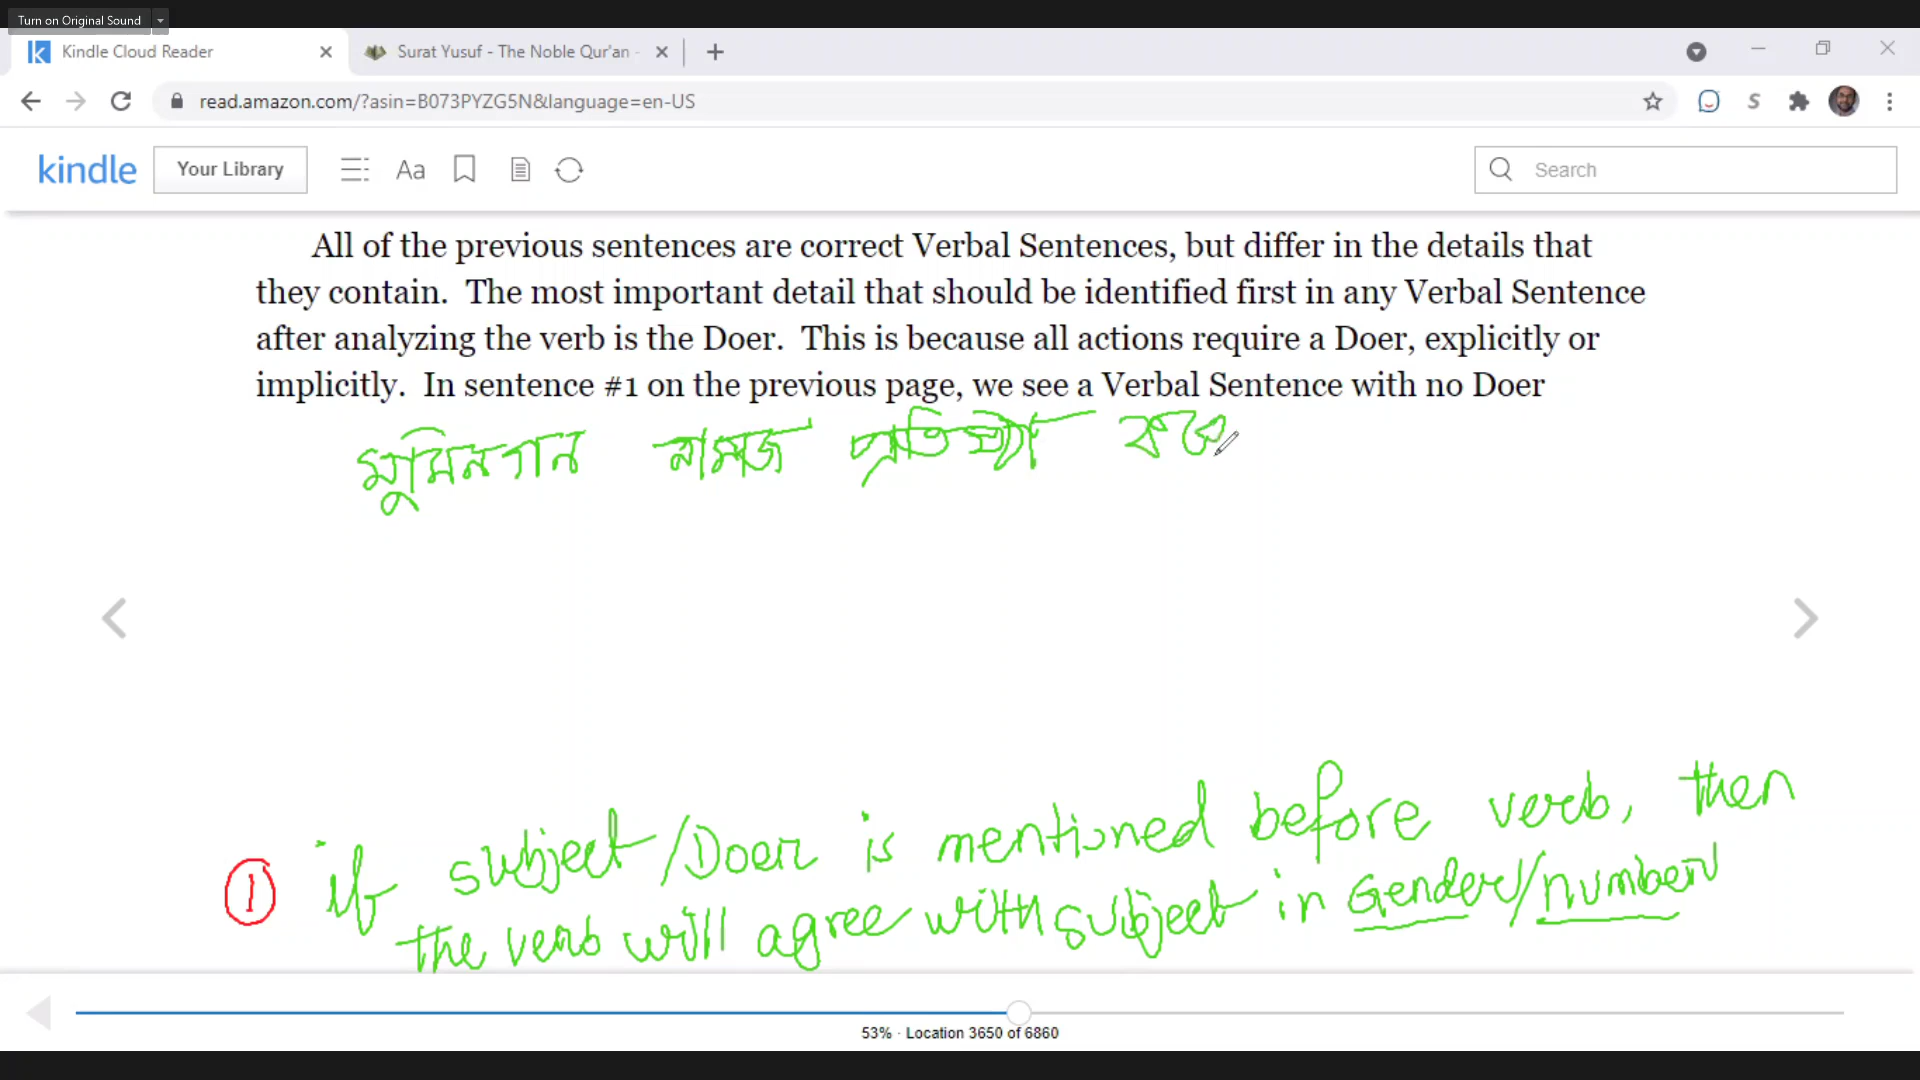 Turn on Original Sound
Kindle Cloud Reader
Surat Yusuf - The Noble Qur'an -
read.amazon.com/?asin=B073PYZG5N&language=en-US
kindle
Your Library
Aa
Search
All of the previous sentences are correct Verbal Sentences, but differ in the details that
they contain. The most important detail that should be identified first in any Verbal Sentence
after analyzing the verb is the Doer. This is because all actions require a Doer, explicitly or
implicitly. In sentence #1 on the previous page, we see a Verbal Sentence with no Doer
মুমিনগান নামাজ প্রতিষ্ঠা
1 if subject/Doer is mentioned before verb, then
the verb will agree with subject in Gender/number
53% · Location 3650 of 6860